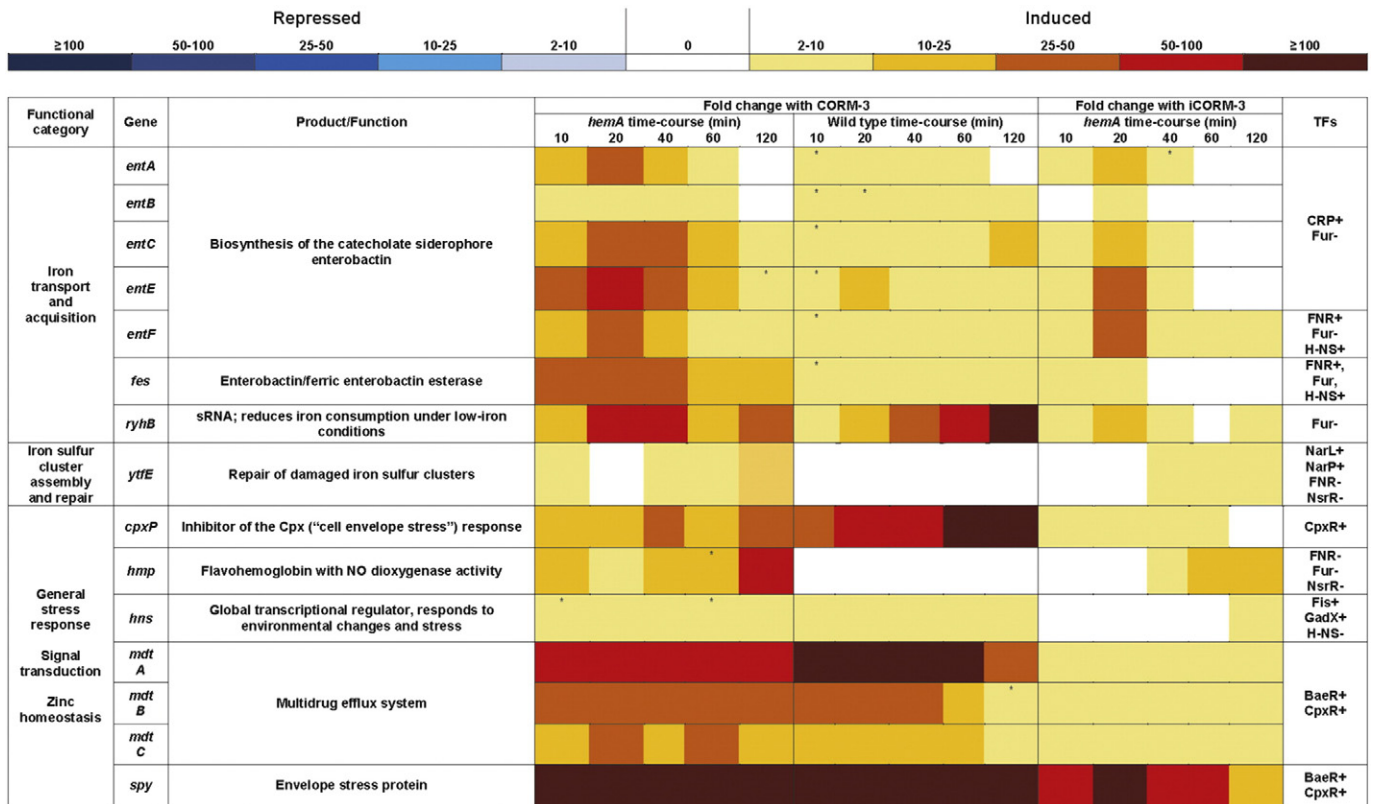 Repressed Induced
≥100 50-100 25-50 10-25 2-10 0 2-10 10-25 25-50 50-100 ≥100
Functional category Gene Product/Function Fold change with CORM-3 Fold change with iCORM-3 TFs
hemA time-course (min) Wild type time-course (min) hemA time-course (min)
10 20 40 60 120 10 20 40 60 120 10 20 40 60 120
Iron
transport
and
acquisition
entA * * *
entB * *
entC *
entE * *
entF *
Biosynthesis of the catecholate siderophore
enterobactin
CRP+
Fur-
FNR+
Fur-
H-NS+
fes Enterobactin/ferric enterobactin esterase *
FNR+,
Fur,
H-NS+
ryhB sRNA; reduces iron consumption under low-iron
conditions
Fur-
Iron sulfur
cluster
assembly
and repair
ytfE Repair of damaged iron sulfur clusters
NarL+
NarP+
FNR-
NsrR-
General
stress
response
Signal
transduction
Zinc
homeostasis
cpxP Inhibitor of the Cpx (“cell envelope stress”) response CpxR+
hmp Flavohemoglobin with NO dioxygenase activity *
FNR-
Fur-
NsrR-
hns Global transcriptional regulator, responds to
environmental changes and stress
* *
Fis+
GadX+
H-NS-
mdt
A
mdt
B
*
mdt
C
Multidrug efflux system
BaeR+
CpxR+
spy Envelope stress protein
BaeR+
CpxR+